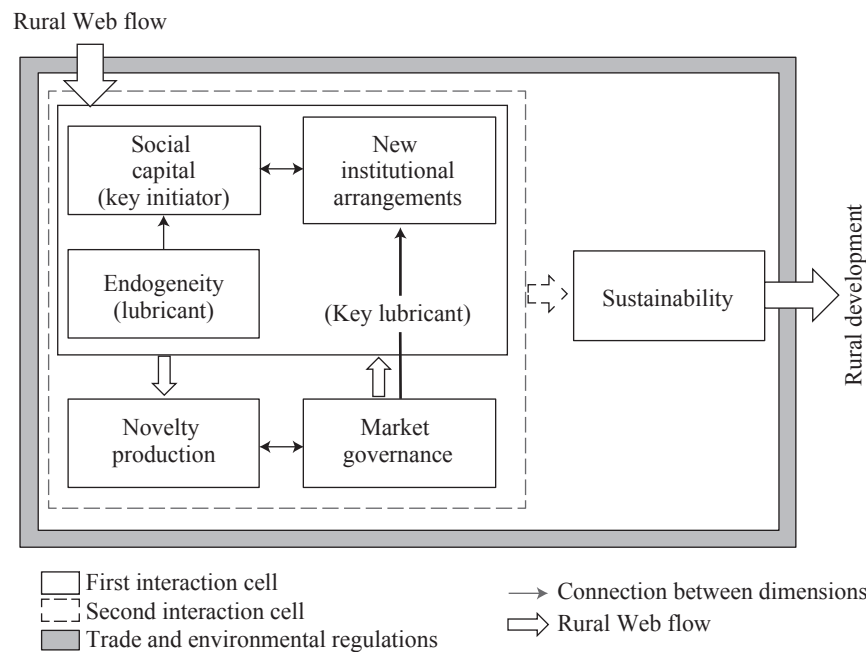 Rural Web flow
Social
capital
(key initiator)
New
institutional
arrangements
Endogeneity
(lubricant)
(Key lubricant)
Sustainability
Rural development
Novelty
production
Market
governance
First interaction cell
Second interaction cell
Trade and environmental regulations
Connection between dimensions
Rural Web flow